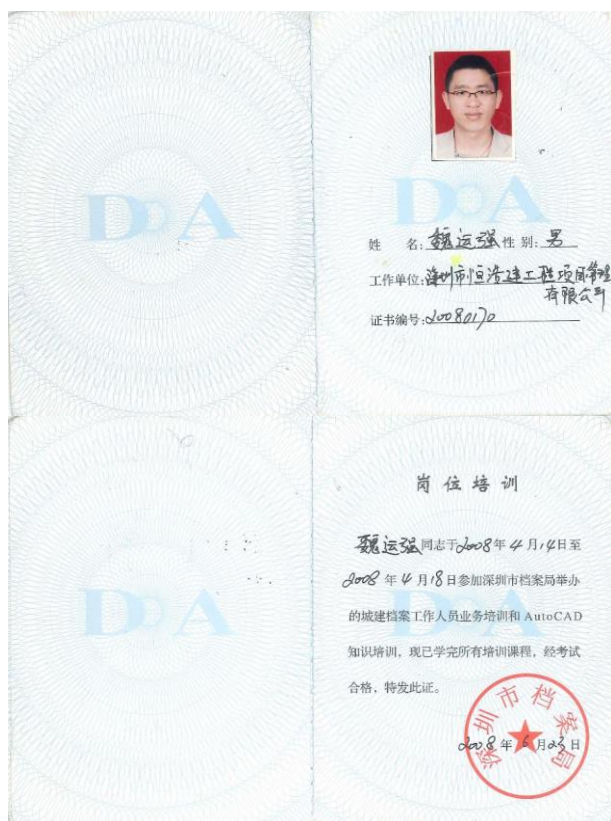 DA
DA
姓 名:魏运强 性别:男
工作单位:深圳市恒浩建工程项目管理
有限公司
证书编号:20080170
DA
DA
岗位培训
魏运强同志于2008年4月14日至
2008年4月18日参加深圳市档案局举办
的城建档案工作人员业务培训和AutoCAD
知识培训，现已学完所有培训课程，经考试
合格，特发此证。
深圳市档案局
2008年6月23日